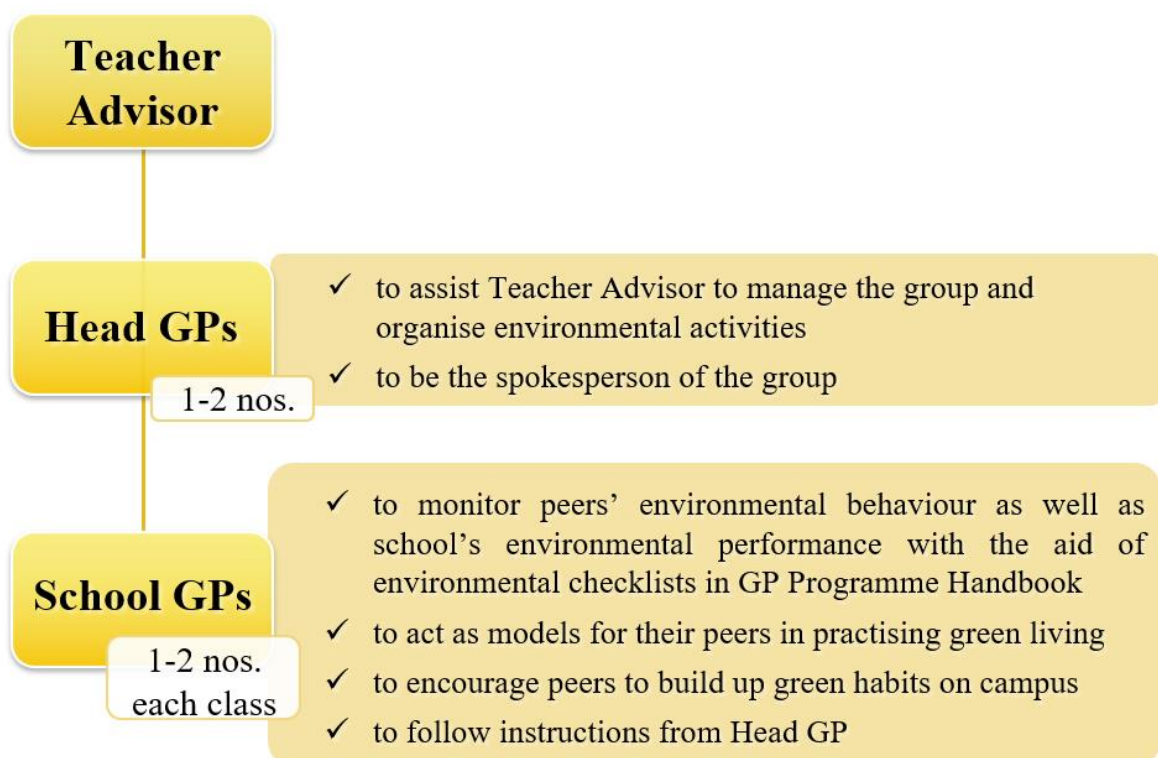 Teacher
Advisor
Head GPs
1-2 nos.
✓ to assist Teacher Advisor to manage the group and
organise environmental activities
✓ to be the spokesperson of the group
School GPs
1-2 nos.
each class
✓ to monitor peers’ environmental behaviour as well as
school’s environmental performance with the aid of
environmental checklists in GP Programme Handbook
✓ to act as models for their peers in practising green living
✓ to encourage peers to build up green habits on campus
✓ to follow instructions from Head GP